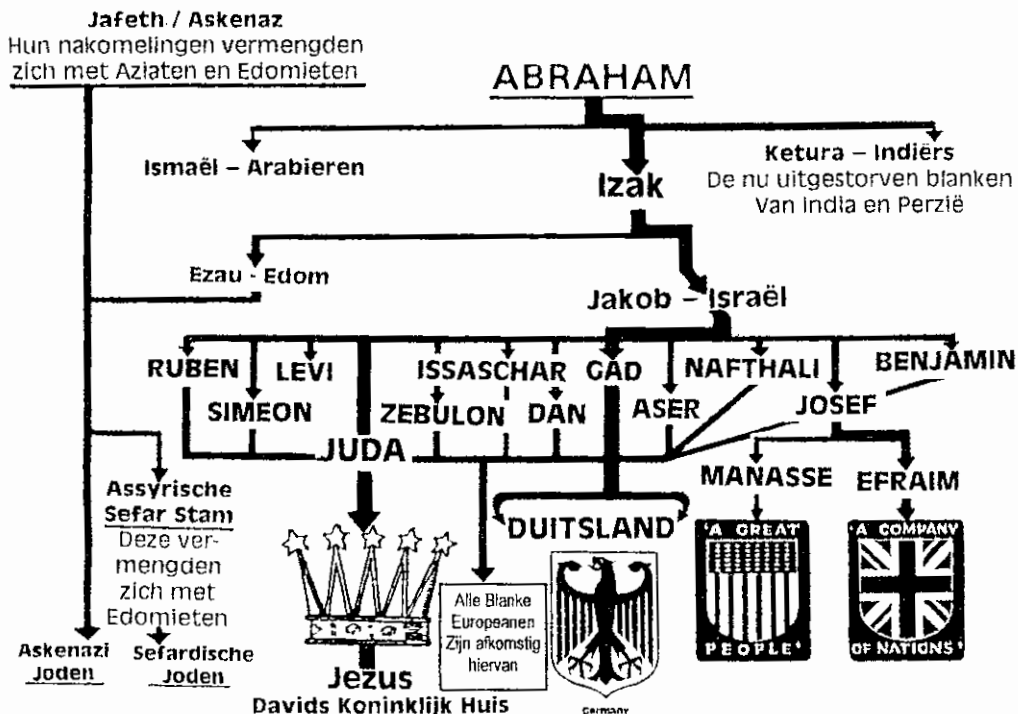 Jafeth / Askenaz
Hun nakomelingen vermengden
zich met Aziaten en Edomieten
ABRAHAM
Ismaël – Arabieren
Izak
Ketura – Indiërs
De nu uitgestorven blanken
Van India en Perzië
Ezau - Edom
Jakob – Israël
RUBEN
LEVI
ISSASCHAR
GAD
NAFTHALI
BENJAMIN
SIMEON
ZEBULON
DAN
ASER
JOSEF
JUDA
MANASSE
EFRAIM
Assyrische
Sefar Stam
Deze ver-
mengden
zich met
Edomieten
DUITSLAND
'A GREAT
PEOPLE'
'A COMPANY
OF NATIONS'
Alle Blanke
Europeanen
Zijn afkomstig
hiervan
Askenazi
Joden
Sefardische
Joden
Jezus
Davids Koninklijk Huis
Germany